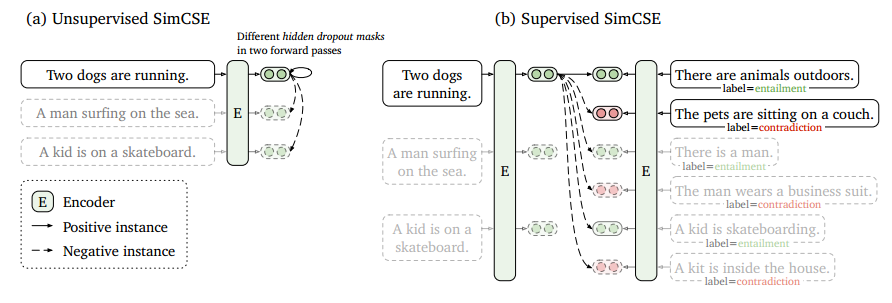 (a) Unsupervised SimCSE
Different hidden dropout masks
in two forward passes
Two dogs are running.
A man surfing on the sea.
A kid is on a skateboard.
E
E Encoder
Positive instance
Negative instance
(b) Supervised SimCSE
Two dogs
are running.
A man surfing
on the sea.
A kid is on a
skateboard.
E
E
There are animals outdoors.
label=entailment
The pets are sitting on a couch.
label=contradiction
There is a man.
label=entailment
The man wears a business suit.
label=contradiction
A kid is skateboarding.
label=entailment
A kit is inside the house.
label=contradiction